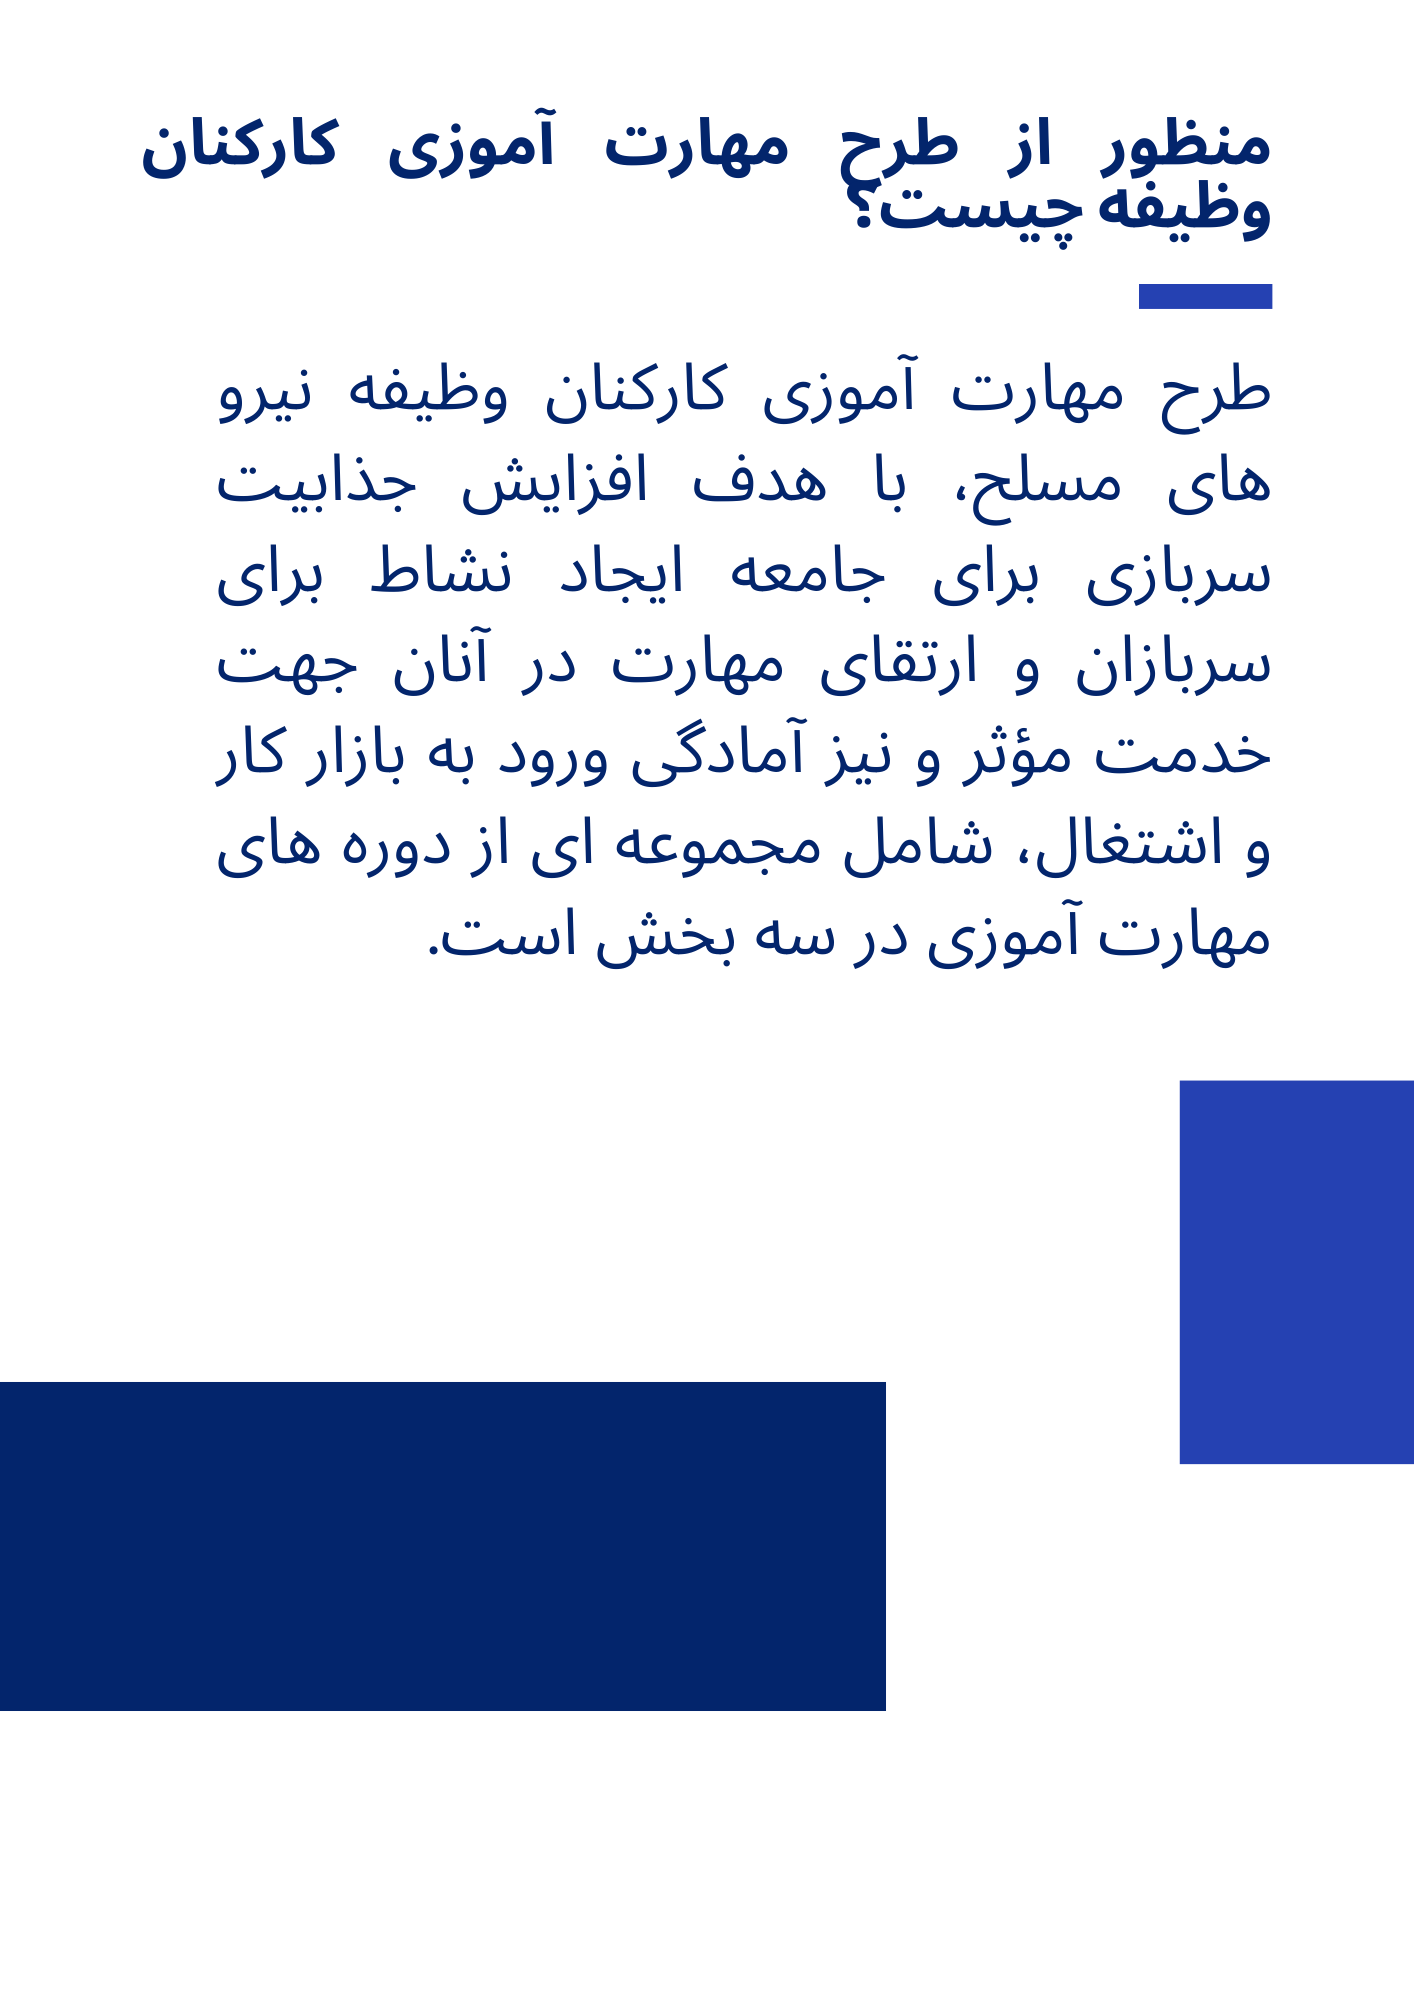 منظور از طرح مهارت آموزی کارکنان
وظیفه چیست؟
طرح مهارت آموزی کارکنان وظیفه نیرو
های مسلح، با هدف افزایش جذابیت
سربازی برای جامعه ایجاد نشاط برای
سربازان و ارتقای مهارت در آنان جهت
خدمت مؤثر و نیز آمادگی ورود به بازار کار
و اشتغال، شامل مجموعه ای از دوره های
مهارت آموزی در سه بخش است.